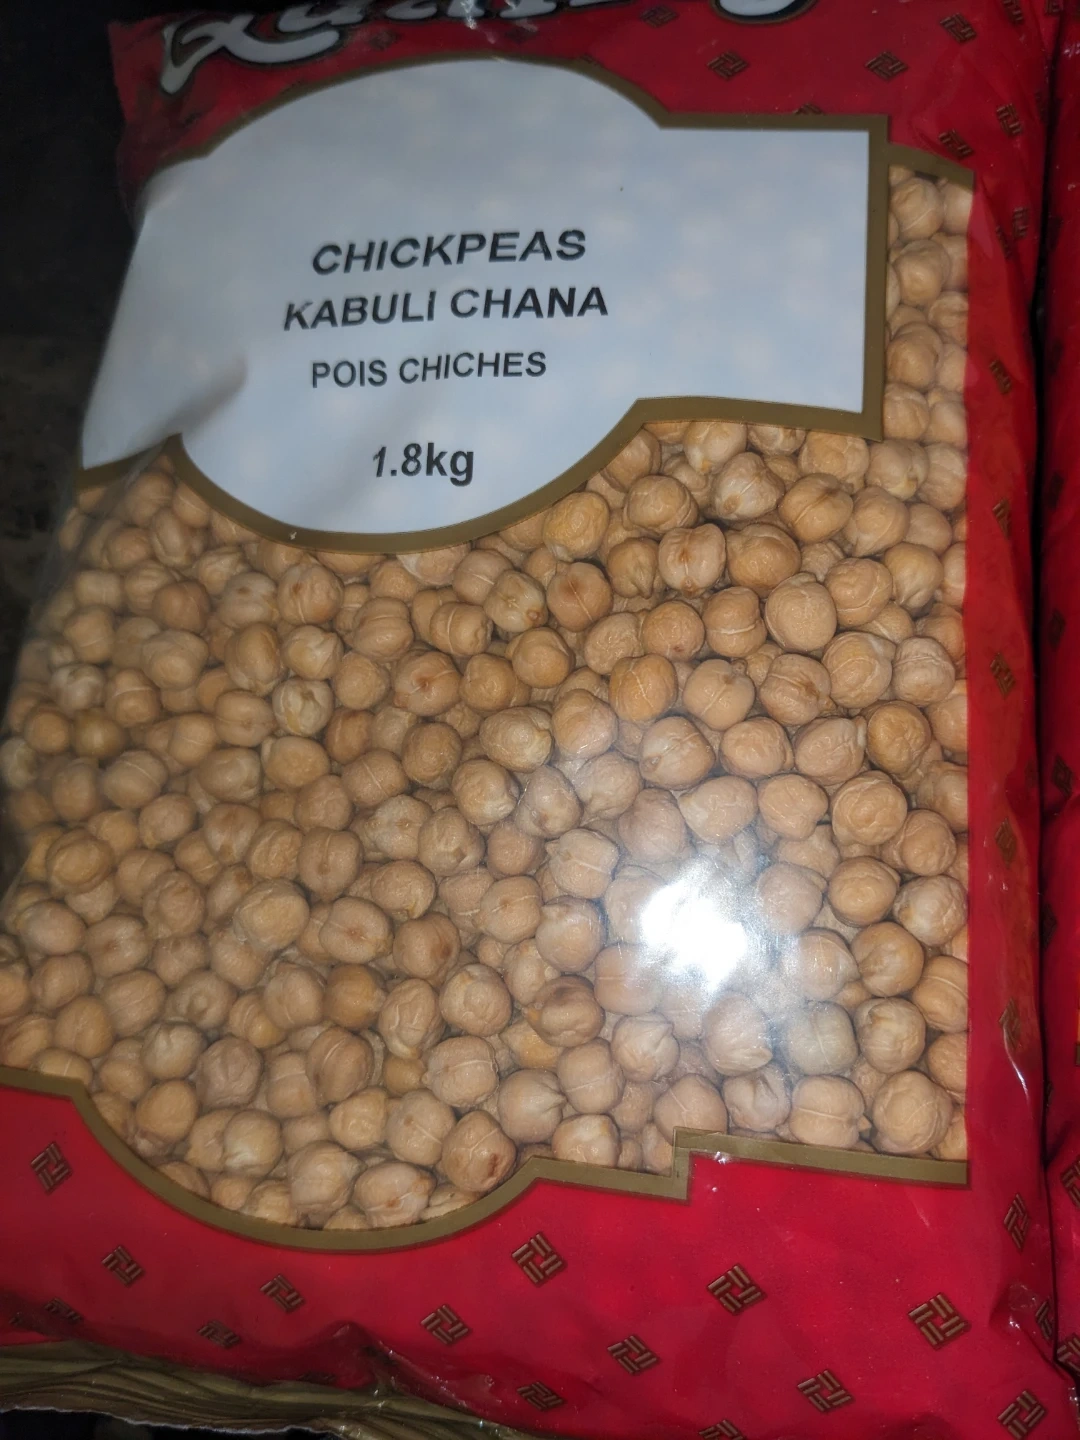 CHICKPEAS
KABULI CHANA
POIS CHICHES
1.8kg